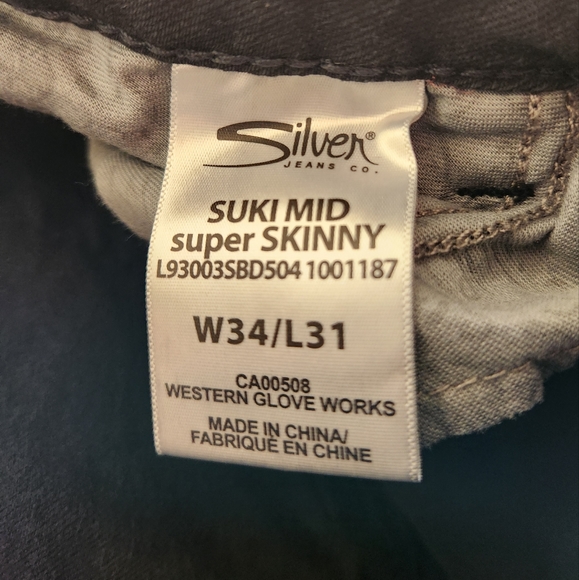 Silver®
JEANS CO.
SUKI MID
super SKINNY
L93003SBD504 1001187
W34/L31
CA00508
WESTERN GLOVE WORKS
MADE IN CHINA/
FABRIQUÉ EN CHINE